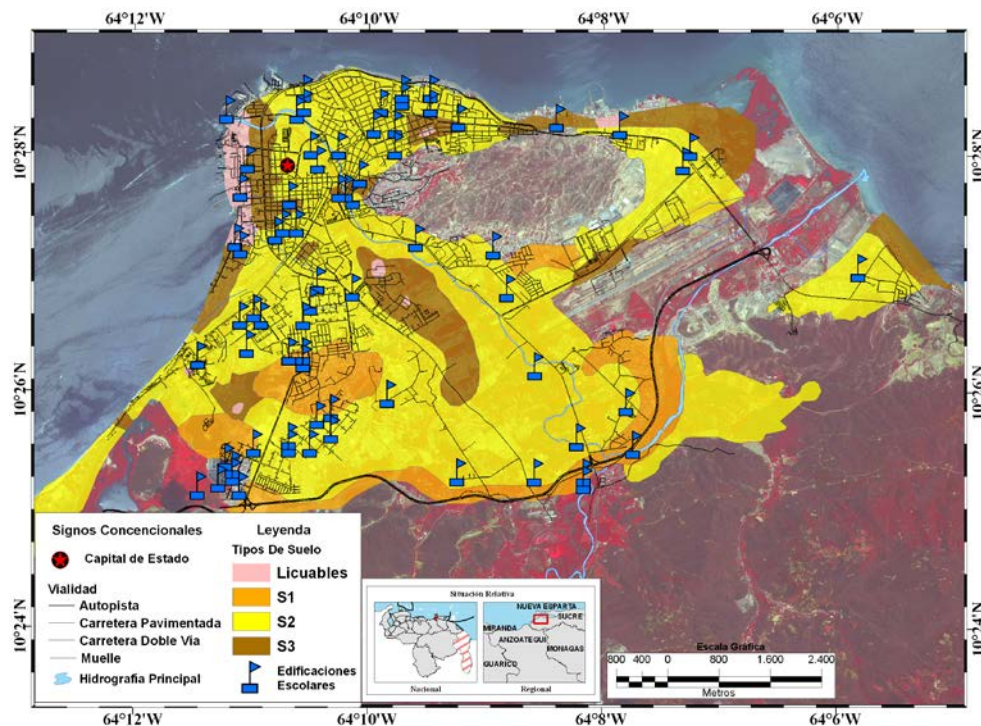 64°12'W 64°10'W 64°8'W 64°6'W
10°28'N 10°28'N
10°26'N 10°26'N
10°24'N 10°24'N
Signos Concencionales
Capital de Estado
Vialidad
Autopista
Carretera Pavimentada
Carretera Doble Via
Muelle
Hidrografia Principal
Leyenda
Tipos De Suelo
Licuables
S1
S2
S3
Edificaciones
Escolares
Situación Relativa
Nacional
NUEVA ESPARTA
SUCRE
MIRANDA
ANZOATEGUI
MONAGAS
GUARICO
Regional
Escala Gráfica
800 400 0 800 1.600 2.400
Metros
64°12'W 64°10'W 64°8'W 64°6'W